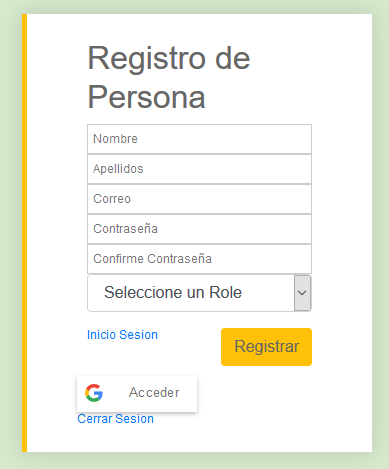 Registro de
Persona
Nombre
Apellidos
Correo
Contraseña
Confirme Contraseña
Seleccione un Role
Inicio Sesion
Registrar
Acceder
Cerrar Sesion